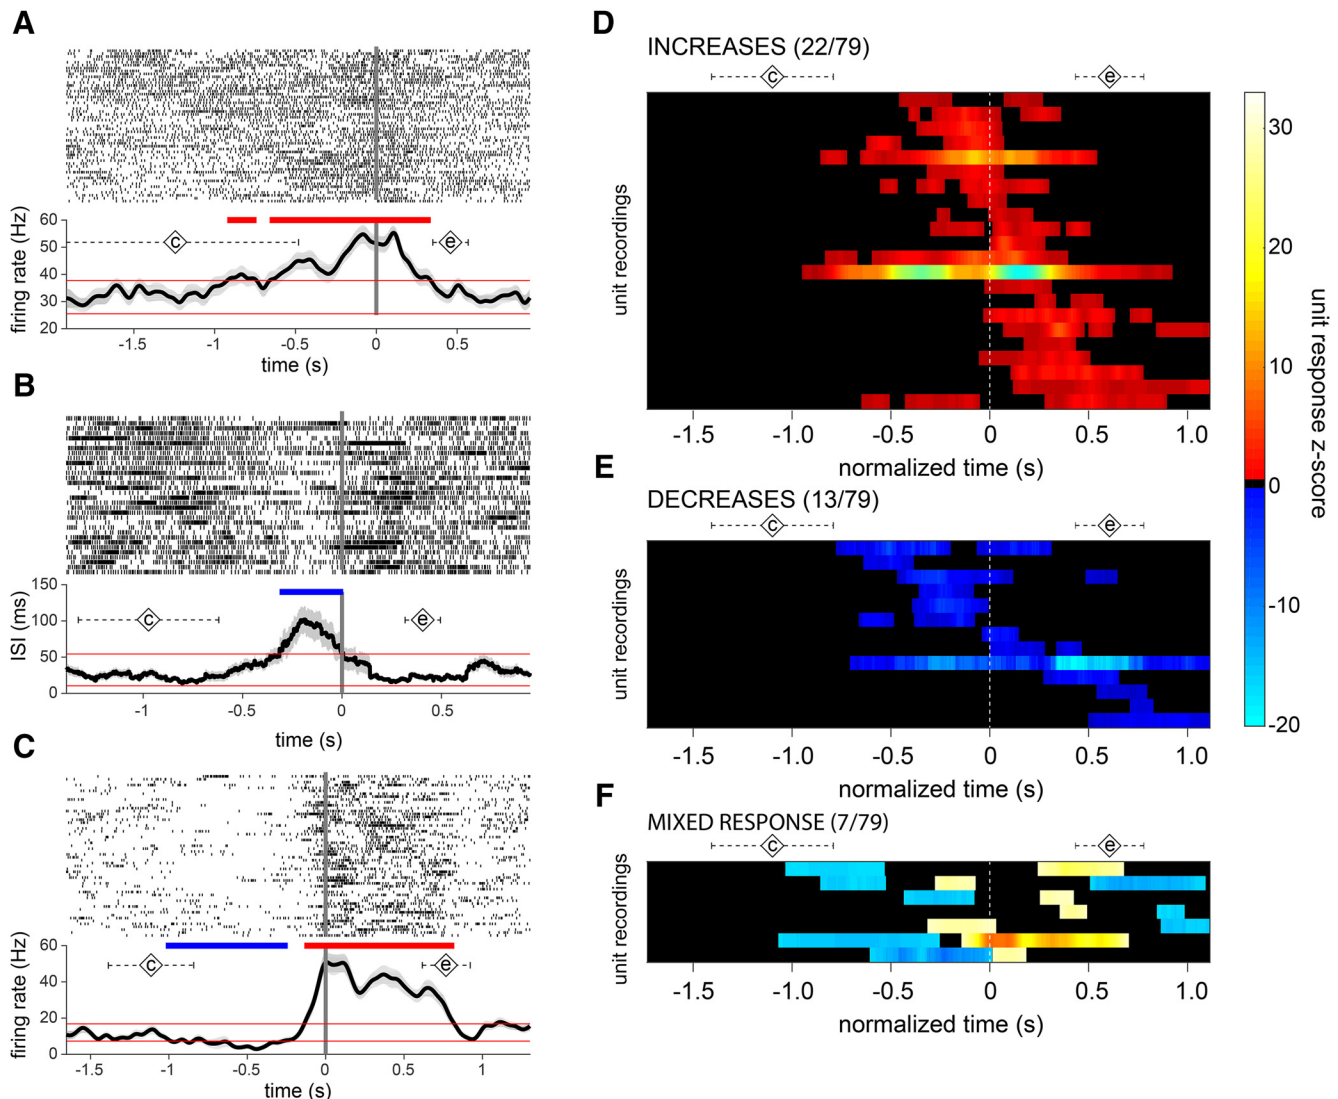 A
c
e
60
50
40
30
20
firing rate (Hz)
-1.5 -1 -0.5 0 0.5
time (s)
B
c
e
150
100
50
0
ISI (ms)
-1 -0.5 0 0.5
time (s)
C
c
e
60
40
20
0
firing rate (Hz)
-1.5 -1 -0.5 0 0.5 1
time (s)
D
INCREASES (22/79)
c
e
unit recordings
-1.5 -1.0 -0.5 0 0.5 1.0
normalized time (s)
E
DECREASES (13/79)
c
e
unit recordings
-1.5 -1.0 -0.5 0 0.5 1.0
normalized time (s)
F
MIXED RESPONSE (7/79)
c
e
unit recordings
-1.5 -1.0 -0.5 0 0.5 1.0
normalized time (s)
30
20
10
0
-10
-20
unit response z-score